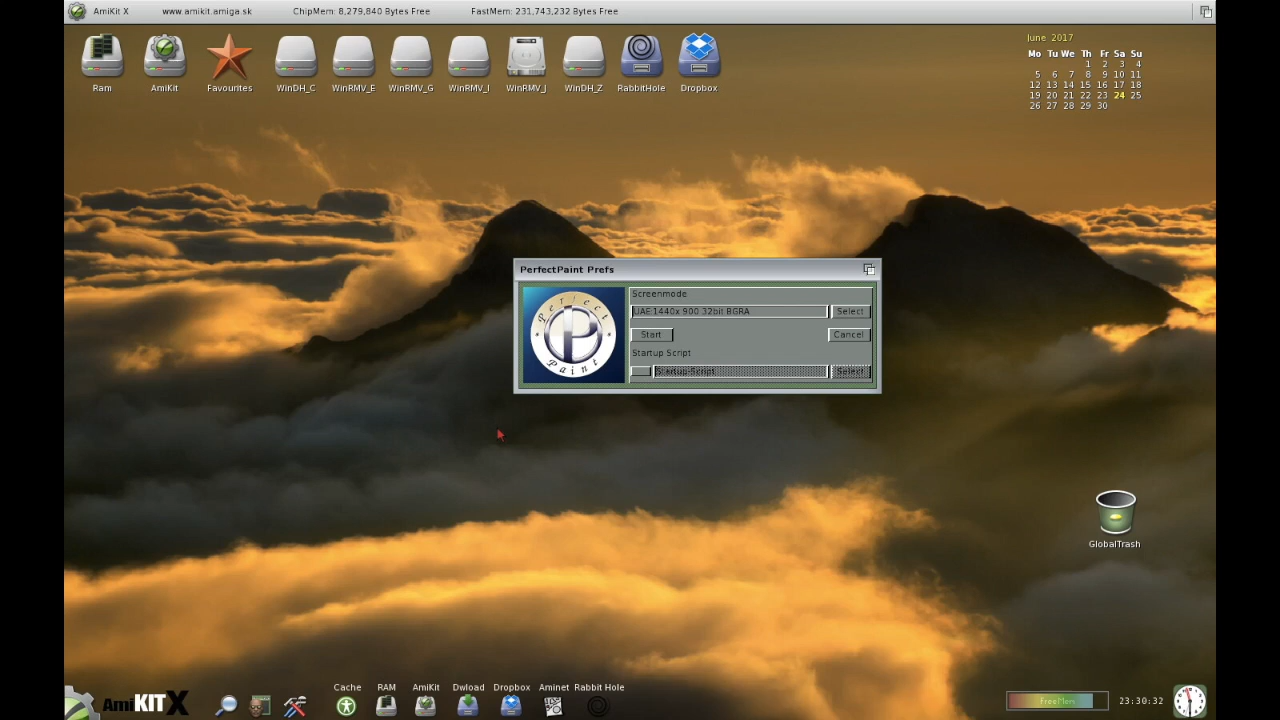 AmiKit X www.amikit.amiga.sk ChipMem: 8,279,840 Bytes Free FastMem: 231,743,232 Bytes Free
June 2017
Mo Tu We Th Fr Sa Su
1 2 3 4
5 6 7 8 9 10 11
12 13 14 15 16 17 18
19 20 21 22 23 24 25
26 27 28 29 30
Ram AmiKit Favourites WinDH_C WinRMV_E WinRMV_G WinRMV_I WinRMV_J WinDH_Z RabbitHole Dropbox
PerfectPaint Prefs
Perfect
P
Paint
Screenmode
UAE:1440x 900 32bit BGRA Select
Start Cancel
Startup Script
Startup-Script Select
GlobalTrash
Cache RAM AmiKit Dwload Dropbox Aminet Rabbit Hole
AmiKIT X
FreeMem 23:30:32